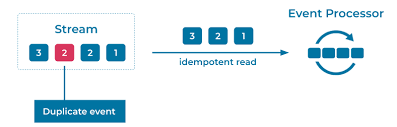 Stream
3 2 2 1
Duplicate event
3 2 1
idempotent read
Event Processor